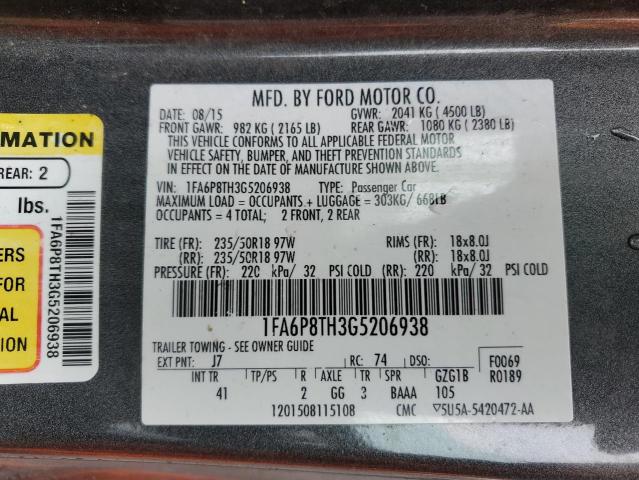 MFD. BY FORD MOTOR CO.
DATE: 08/15 GVWR: 2041 KG ( 4500 LB)
FRONT GAWR: 982 KG ( 2165 LB) REAR GAWR: 1080 KG ( 2380 LB)
THIS VEHICLE CONFORMS TO ALL APPLICABLE FEDERAL MOTOR
VEHICLE SAFETY, BUMPER, AND THEFT PREVENTION STANDARDS
IN EFFECT ON THE DATE OF MANUFACTURE SHOWN ABOVE.
VIN: 1FA6P8TH3G5206938 TYPE: Passenger Car
MAXIMUM LOAD = OCCUPANTS + LUGGAGE = 303KG/ 668LB
OCCUPANTS = 4 TOTAL; 2 FRONT, 2 REAR
TIRE (FR): 235/50R18 97W RIMS (FR): 18x8.0J
(RR): 235/50R18 97W (RR): 18x8.0J
PRESSURE (FR): 220 kPa/ 32 PSI COLD (RR): 220 kPa/ 32 PSI COLD
1FA6P8TH3G5206938
TRAILER TOWING - SEE OWNER GUIDE
EXT PNT: J7 RC: 74 DSO: F0069
INT TR TP/PS R AXLE TR SPR GZG1B R0189
41 2 GG 3 BAAA 105
1201508115108 CMC ▽5U5A-5420472-AA
MATION
REAR: 2
lbs.
1FA6P8TH3G5206938
ERS
FOR
AL
TION